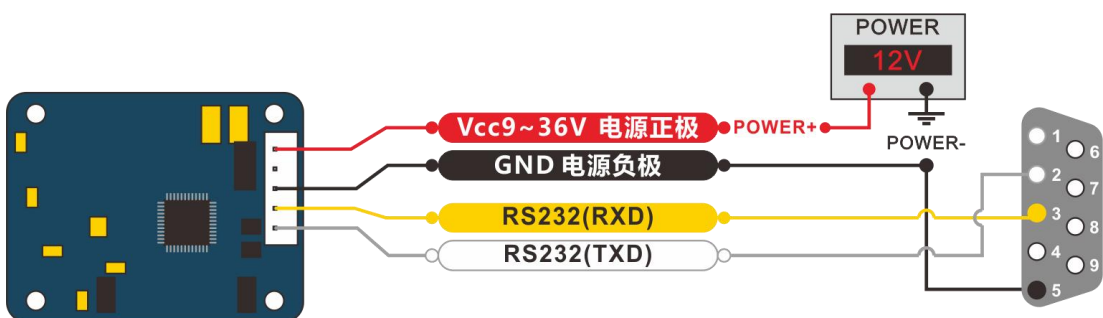 POWER
12V
Vcc9~36V 电源正极
POWER+
POWER-
GND 电源负极
RS232(RXD)
RS232(TXD)
1
6
2
7
3
8
4
9
5